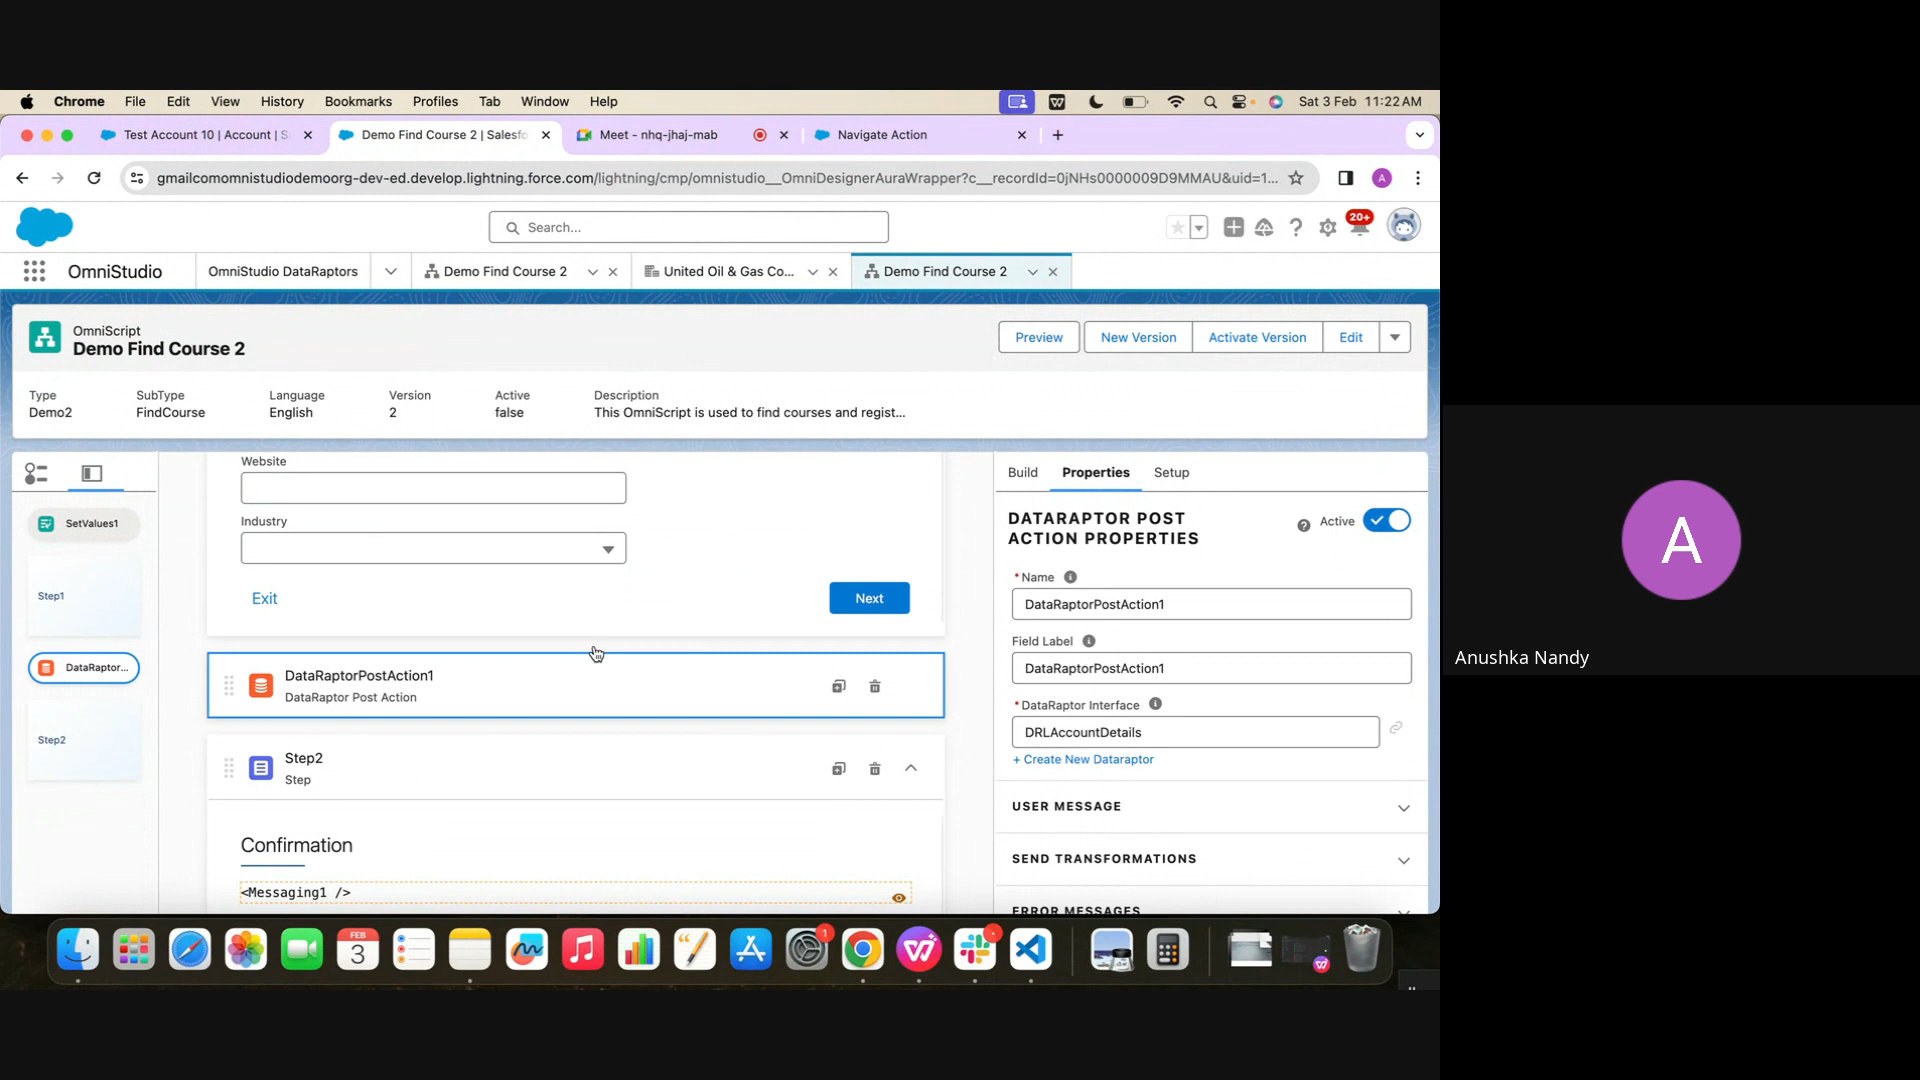 Chrome File Edit View History Bookmarks Profiles Tab Window Help Sat 3 Feb 11:22 AM
Test Account 10 | Account | S Demo Find Course 2 | Salesfo Meet - nhq-jhaj-mab Navigate Action
gmailcomomnistudiodemoorg-dev-ed.develop.lightning.force.com/lightning/cmp/omnistudio__OmniDesignerAuraWrapper?c__recordId=0jNHs0000009D9MMAU&uid=1... A
Search... 20+
OmniStudio OmniStudio DataRaptors Demo Find Course 2 United Oil & Gas Co... Demo Find Course 2
OmniScript
Demo Find Course 2
Preview New Version Activate Version Edit
Type SubType Language Version Active Description
Demo2 FindCourse English 2 false This OmniScript is used to find courses and regist...
SetValues1
Step1
DataRaptor...
Step2
Website
Industry
Exit Next
DataRaptorPostAction1
DataRaptor Post Action
Step2
Step
Confirmation
<Messaging1 />
Build Properties Setup
DATARAPTOR POST
ACTION PROPERTIES
Active
*Name
DataRaptorPostAction1
Field Label
DataRaptorPostAction1
*DataRaptor Interface
DRLAccountDetails
+ Create New Dataraptor
USER MESSAGE
SEND TRANSFORMATIONS
ERROR MESSAGES
FEB
3
1
A
Anushka Nandy